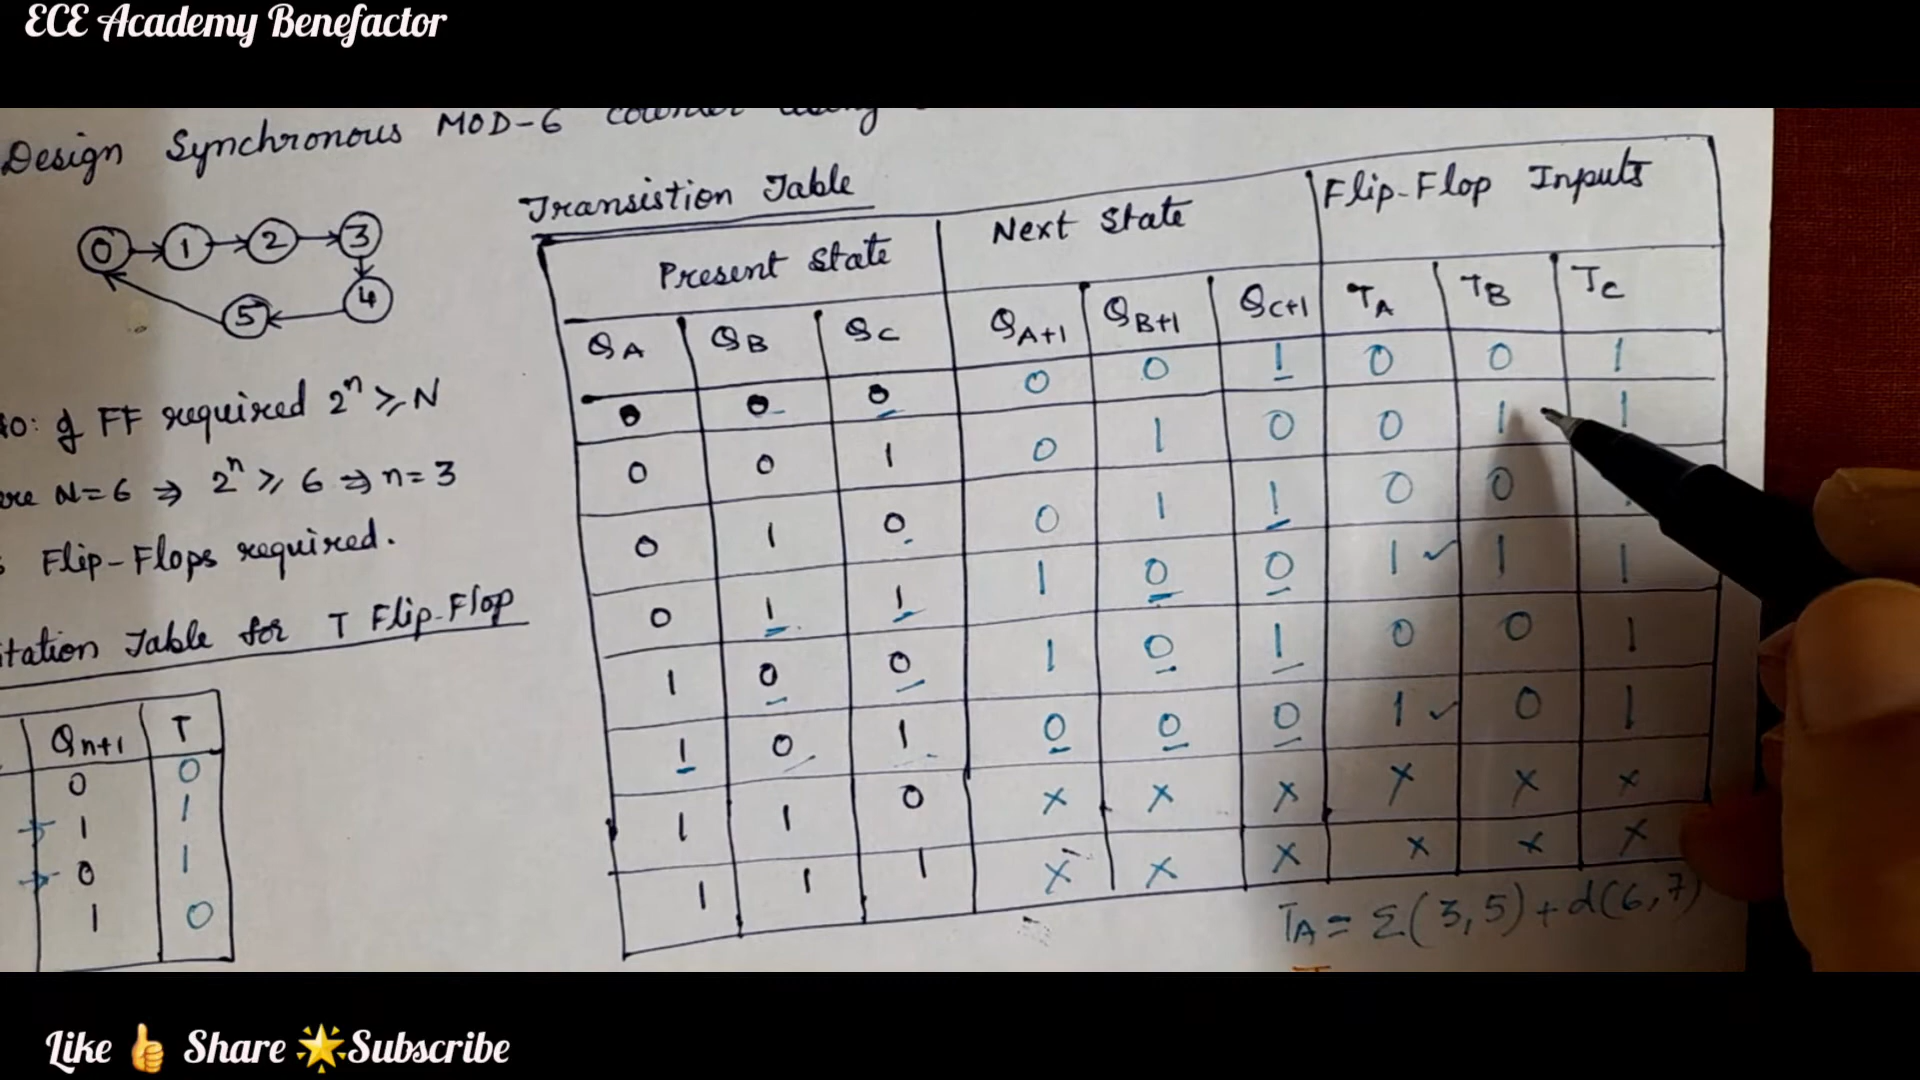 ECE Academy Benefactor
Design Synchronous MOD-6 counter using
0 1 2 3
5 4
FF required 2ⁿ ≥ N
N=6 ⇒ 2ⁿ ≥ 6 ⇒ n=3
Flip-Flops required.
Table for T Flip-Flop
Qn+1 T
0 0
1 1
0 1
1 0
Transistion Table
Present State Next State Flip-Flop Inputs
QA QB QC QA+1 QB+1 QC+1 TA TB TC
0 0 0 0 0 1 0 0 1
0 0 1 0 1 0 0 1 1
0 1 0 0 1 1 0 0
0 1 1 1 0 0 1 ✓ 1 1
1 0 0 1 0 1 0 0 1
1 0 1 0 0 0 1 ✓ 0 1
1 1 0 x x x x x x
1 1 1 x x x x x x
TA = Σ(3,5)+d(6,7)
Like 👍 Share 🌟Subscribe